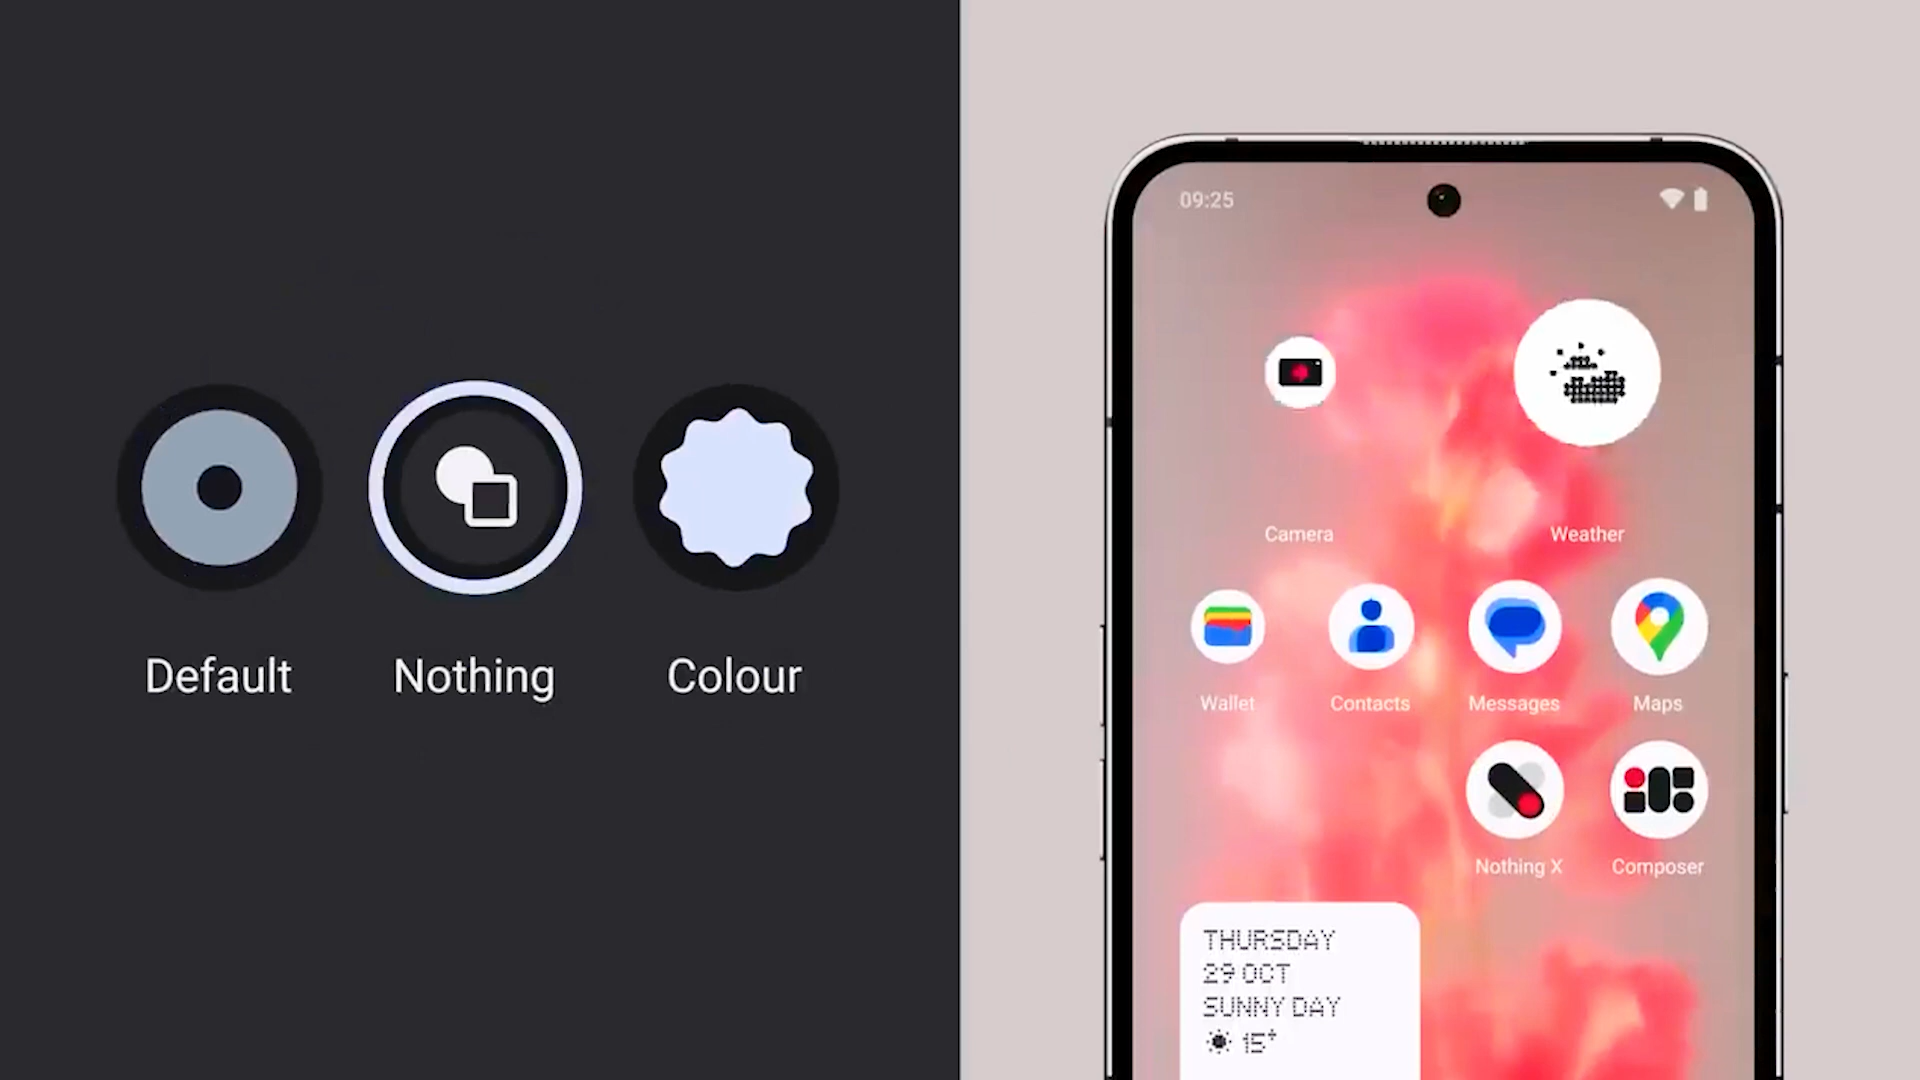 Default
Nothing
Colour
09:25
Camera
Weather
Wallet
Contacts
Messages
Maps
Nothing X
Composer
THURSDAY
29 OCT
SUNNY DAY
15°